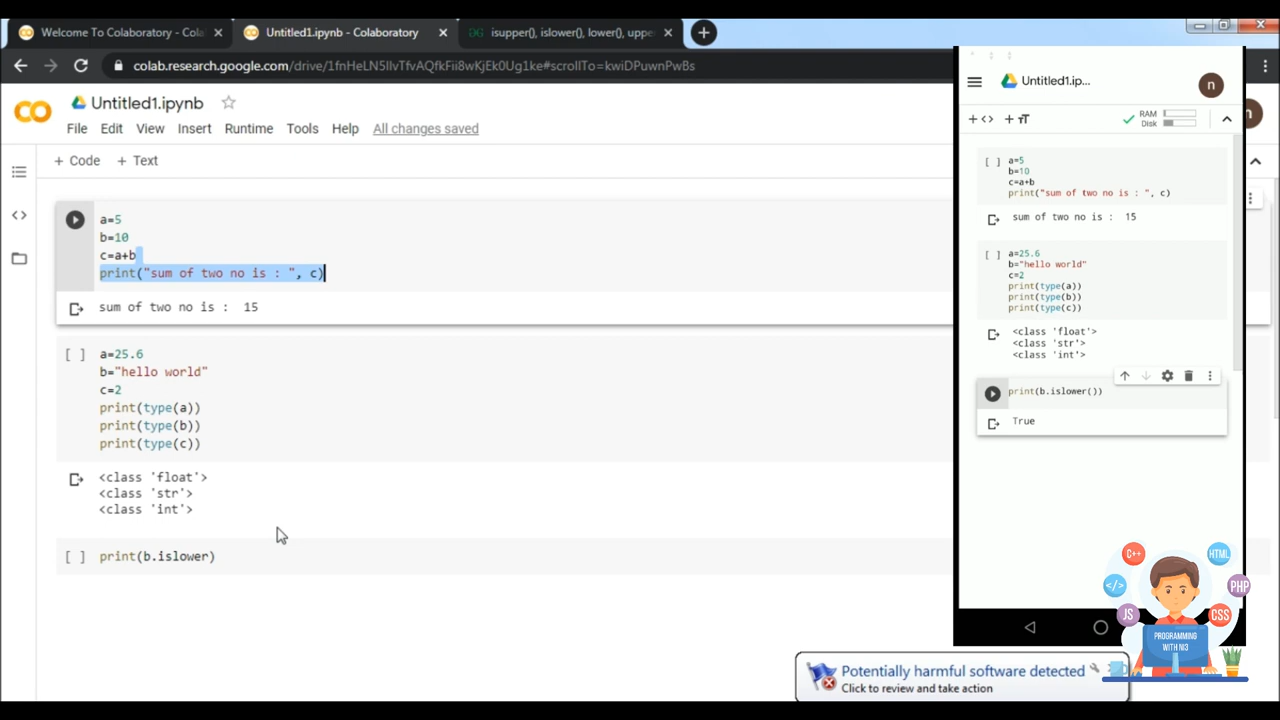 Welcome To Colaboratory - Cola
Untitled1.ipynb - Colaboratory
islower(), lower(), uppe
colab.research.google.com/drive/1fnHeLN5IlvTfvAQfkFii8wKjEk0Ug1ke#scrollTo=kwiDPuwnPwBs
CO
Untitled1.ipynb
File Edit View Insert Runtime Tools Help All changes saved
+ Code + Text
a=5
b=10
c=a+b
print("sum of two no is : ", c)
sum of two no is :  15
[ ] a=25.6
b="hello world"
c=2
print(type(a))
print(type(b))
print(type(c))
<class 'float'>
<class 'str'>
<class 'int'>
[ ] print(b.islower)
Untitled1.ip...
n
n
RAM
Disk
[ ] a=5
b=10
c=a+b
print("sum of two no is : ", c)
sum of two no is :  15
[ ] a=25.6
b="hello world"
c=2
print(type(a))
print(type(b))
print(type(c))
<class 'float'>
<class 'str'>
<class 'int'>
print(b.islower())
True
C++
HTML
</>
PHP
JS
CSS
PROGRAMMING
WITH NI3
Potentially harmful software detected
Click to review and take action